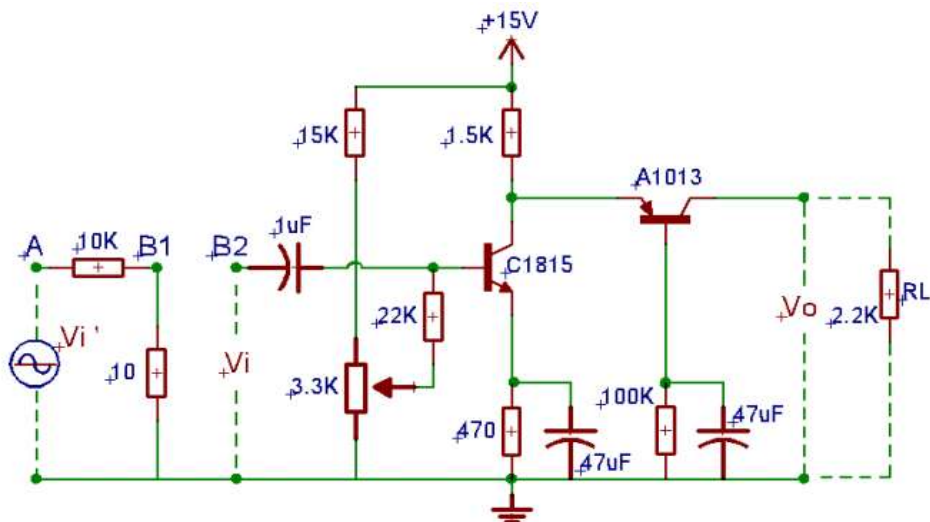 +15V
15K
1.5K
A1013
1uF
A
10K
B1
B2
C1815
RL
Vi'
22K
Vo
2.2K
10
Vi
3.3K
100K
470
47uF
47uF